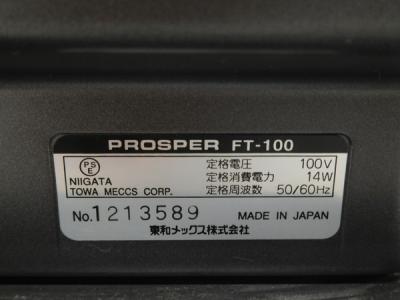 PROSPER FT-100
PSE
定格電圧 100V
NIIGATA 定格消費電力 14W
TOWA MECCS CORP. 定格周波数 50/60Hz
No.1213589 MADE IN JAPAN
東和メックス株式会社